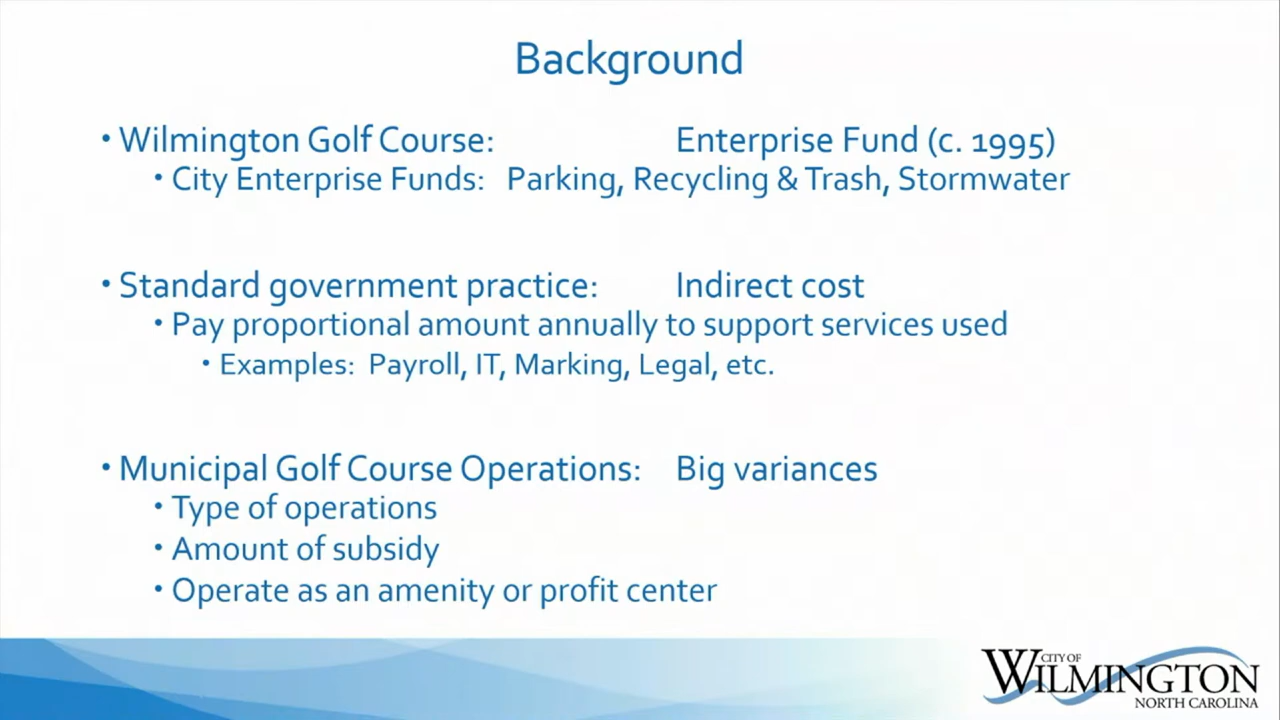 Background
• Wilmington Golf Course: Enterprise Fund (c. 1995)
• City Enterprise Funds: Parking, Recycling & Trash, Stormwater
• Standard government practice: Indirect cost
• Pay proportional amount annually to support services used
• Examples: Payroll, IT, Marking, Legal, etc.
• Municipal Golf Course Operations: Big variances
• Type of operations
• Amount of subsidy
• Operate as an amenity or profit center
CITY OF
WILMINGTON
NORTH CAROLINA